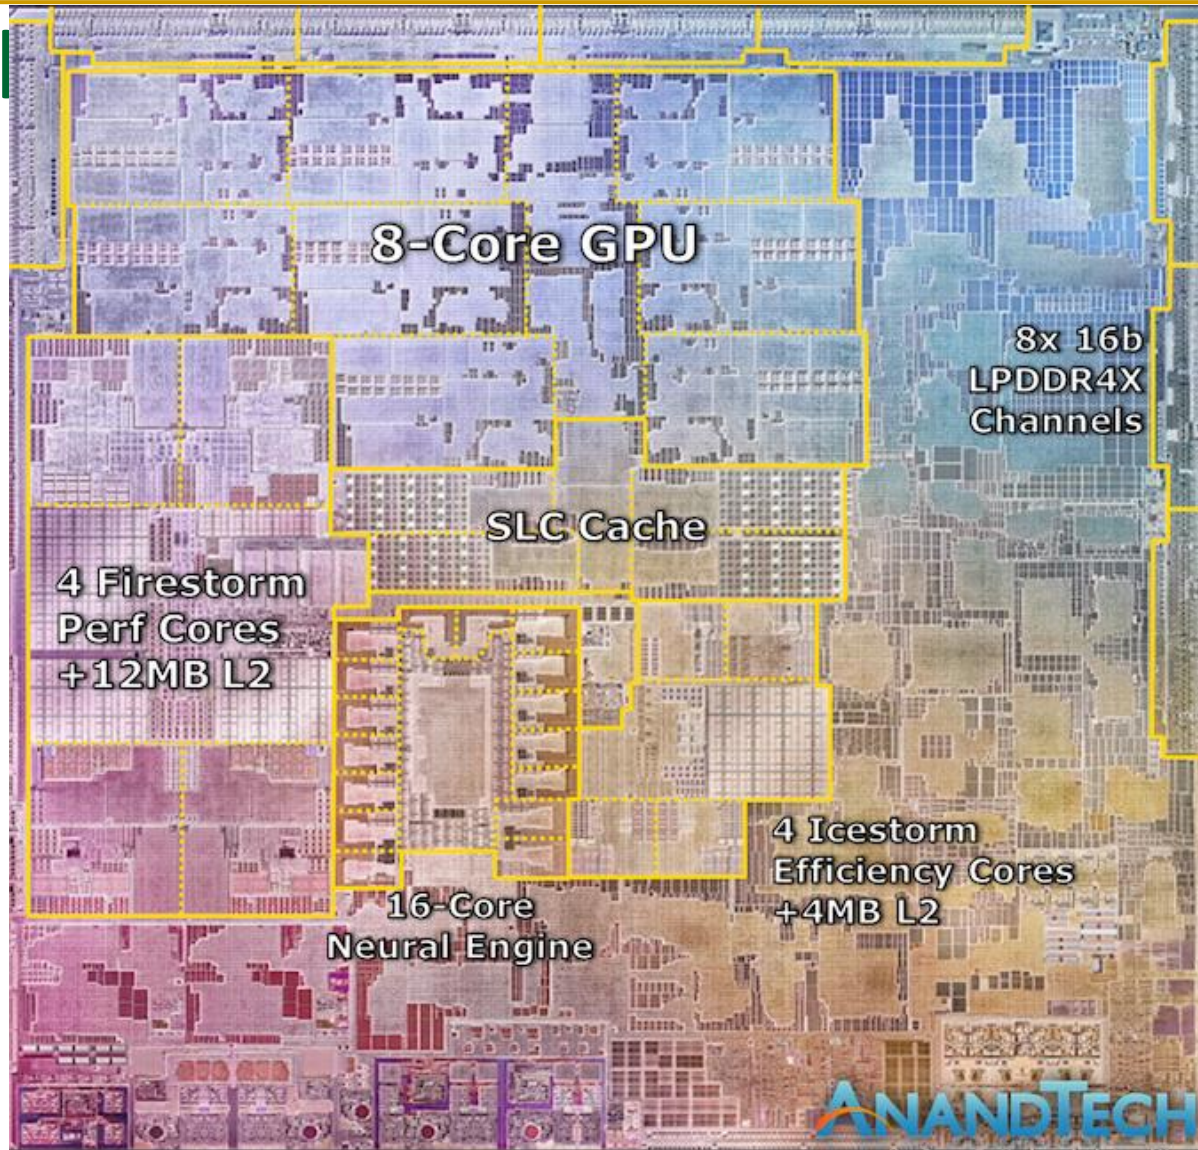 8-Core GPU
8x 16b
LPDDR4X
Channels
SLC Cache
4 Firestorm
Perf Cores
+12MB L2
4 Icestorm
Efficiency Cores
+4MB L2
16-Core
Neural Engine
ANANDTECH